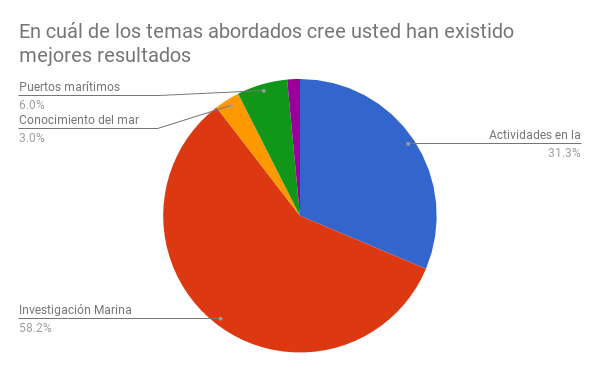 En cuál de los temas abordados cree usted han existido
mejores resultados
Puertos marítimos
6.0%
Conocimiento del mar
3.0%
Actividades en la
31.3%
Investigación Marina
58.2%